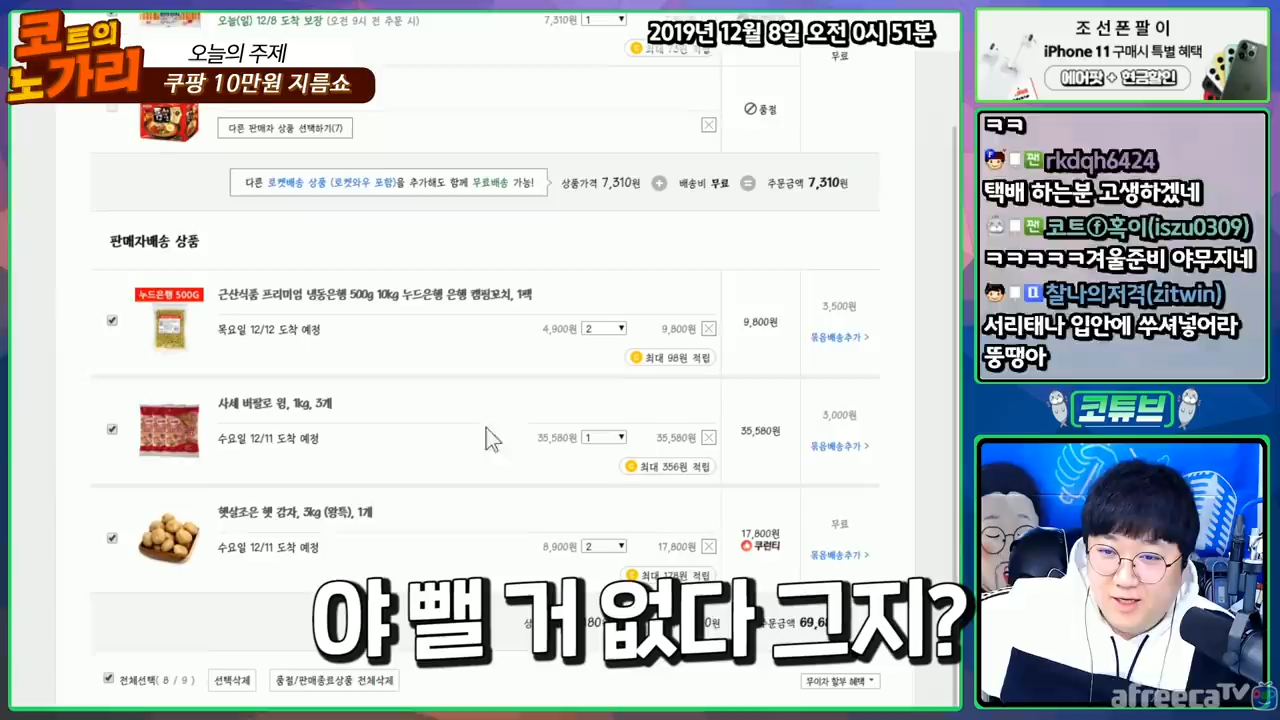 코트의
노가리
오늘의 주제
쿠팡 10만원 지름쇼
2019년 12월 8일 오전 0시 51분
오늘(일) 12/8 도착 보장 (오전 9시 전 주문 시)
7,310원
1
무료
다른 판매자 상품 선택하기(7)
품절
다른 로켓배송 상품 (로켓와우 포함)을 추가해도 함께 무료배송 가능!
상품가격 7,310원
배송비 무료
주문금액 7,310원
판매자배송 상품
누드은행 500G
근산식품 프리미엄 냉동은행 500g 10kg 누드은행 은행 캠핑꼬치, 1팩
목요일 12/12 도착 예정
4,900원
2
9,800원
최대 98원 적립
9,800원
3,500원
묶음배송추가 >
사세 버팔로 윙, 1kg, 3개
수요일 12/11 도착 예정
35,580원
1
35,580원
최대 356원 적립
35,580원
3,000원
묶음배송추가 >
햇살조은 햇 감자, 3kg (왕특), 1개
수요일 12/11 도착 예정
8,900원
2
17,800원
최대 178원 적립
17,800원
쿠런티
무료
묶음배송추가 >
야 뺄 거 없다 그지?
전체선택( 8 / 9 )
선택삭제
품절/판매종료상품 전체삭제
무이자 할부 혜택
조선폰팔이
iPhone 11 구매시 특별 혜택
에어팟 + 현금할인
ㅋㅋ
팬 rkdqh6424
택배 하는분 고생하겠네
팬 코트ⓕ혹이(iszu0309)
ㅋㅋㅋㅋㅋ겨울준비 야무지네
찰나의저격(zitwin)
서리태나 입안에 쑤셔넣어라
뚱땡아
코튜브
afreecaTV